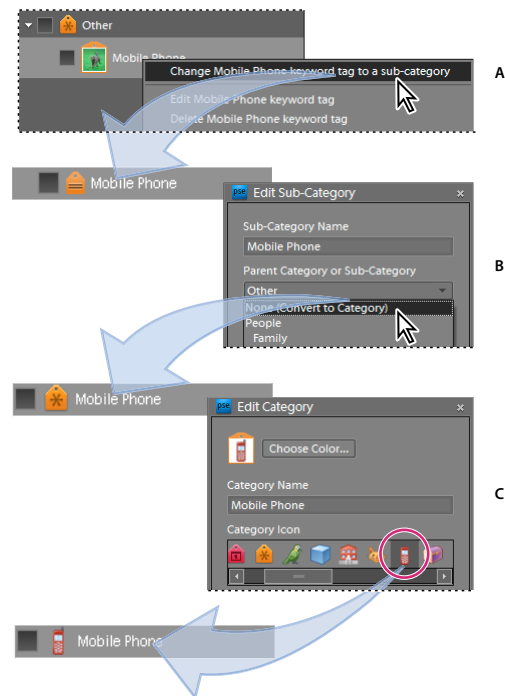 Other
Mobile Phone
Change Mobile Phone keyword tag to a sub-category
A
Edit Mobile Phone keyword tag
Delete Mobile Phone keyword tag
Mobile Phone
pse Edit Sub-Category ×
Sub-Category Name
Mobile Phone
B
Parent Category or Sub-Category
Other
None (Convert to Category)
People
Family
Mobile Phone
pse Edit Category ×
Choose Color...
Category Name
C
Mobile Phone
Category Icon
Mobile Phone